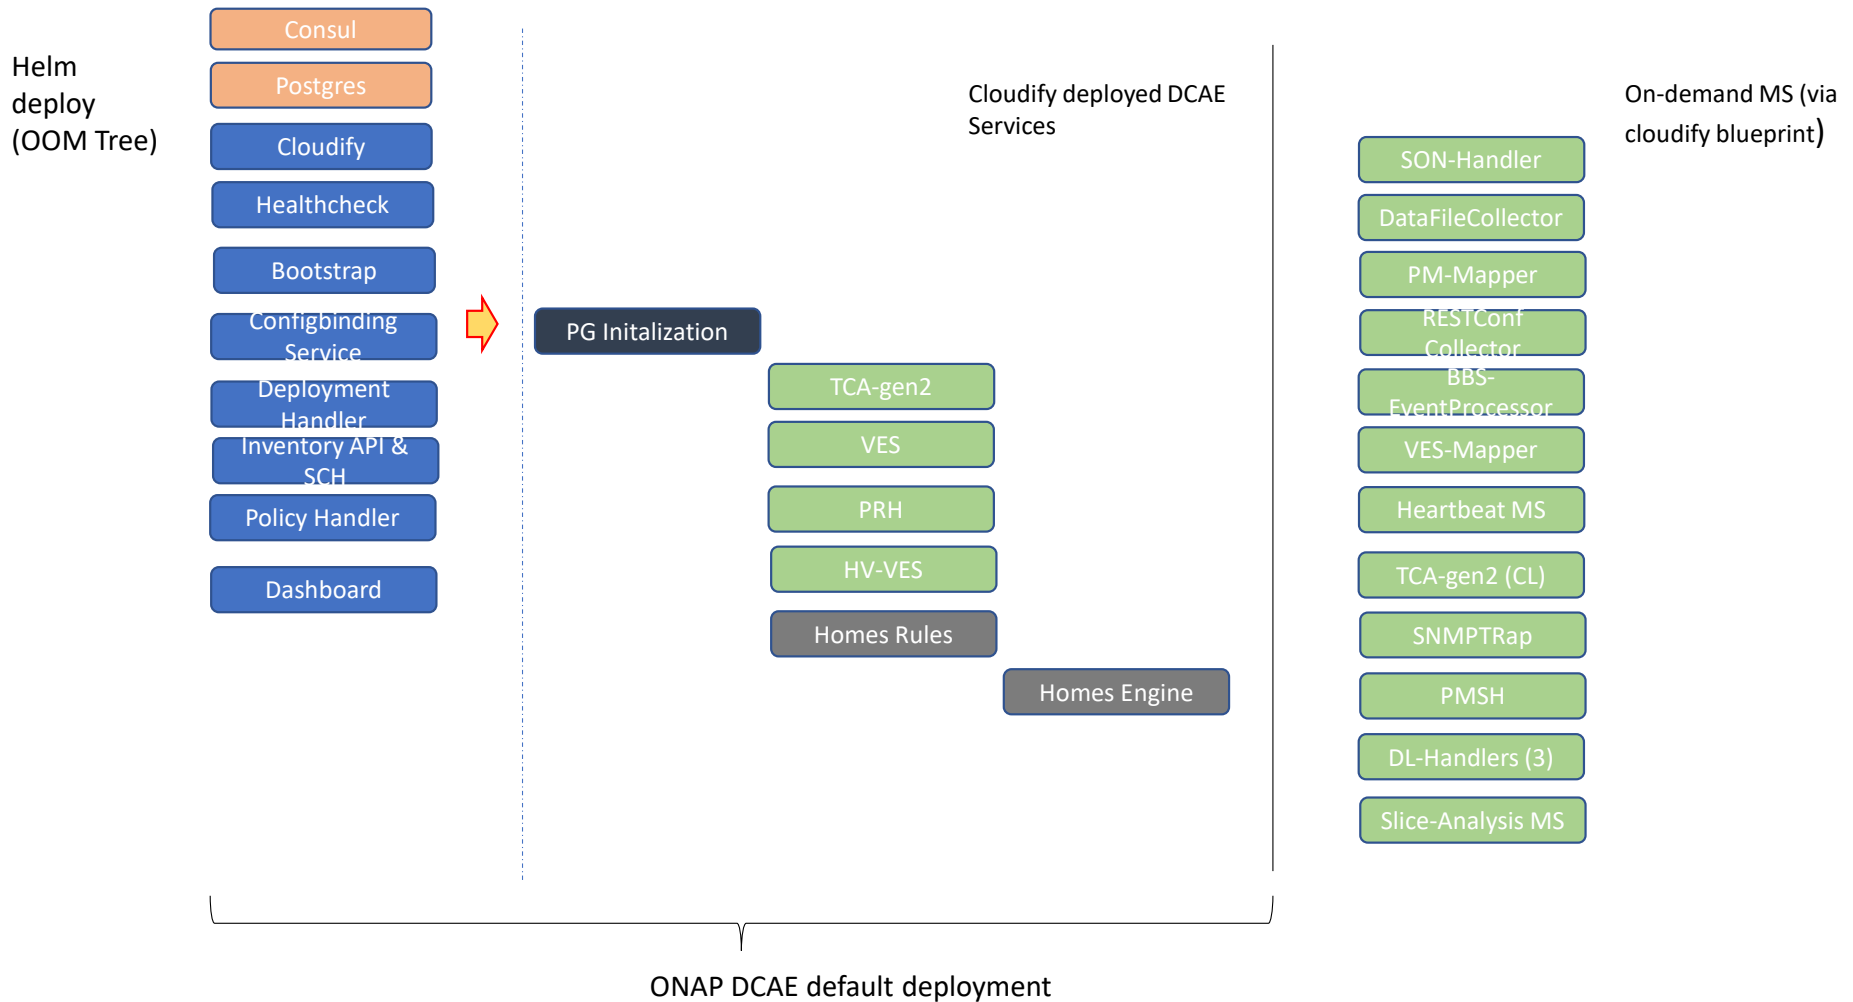 Helm
deploy
(OOM Tree)
Consul
Postgres
Cloudify
Healthcheck
Bootstrap
Configbinding
Service
Deployment
Handler
Inventory API &
SCH
Policy Handler
Dashboard
Cloudify deployed DCAE
Services
PG Initalization
TCA-gen2
VES
PRH
HV-VES
Homes Rules
Homes Engine
On-demand MS (via
cloudify blueprint)
SON-Handler
DataFileCollector
PM-Mapper
RESTConf
Collector
BBS-
EventProcessor
VES-Mapper
Heartbeat MS
TCA-gen2 (CL)
SNMPTRap
PMSH
DL-Handlers (3)
Slice-Analysis MS
ONAP DCAE default deployment